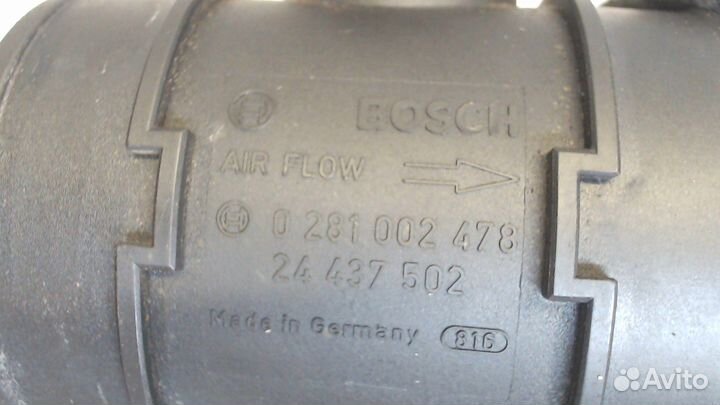 BOSCH
AIR FLOW
0 281 002 478
24 437 502
Made in Germany 816
Avito